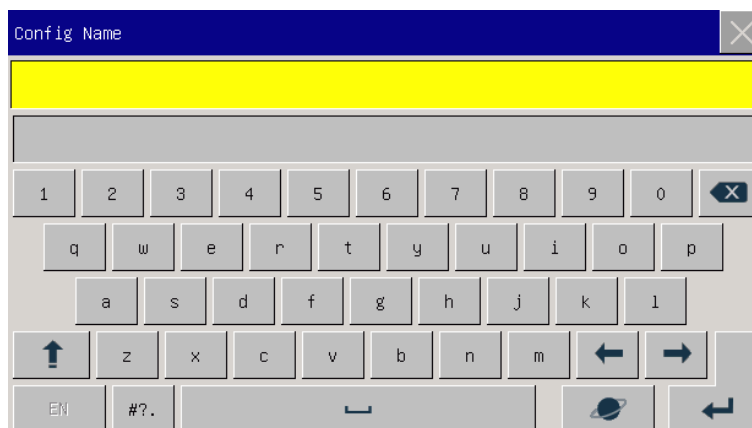 Config Name
1 2 3 4 5 6 7 8 9 0
q w e r t y u i o p
a s d f g h j k l
z x c v b n m
EN #?.